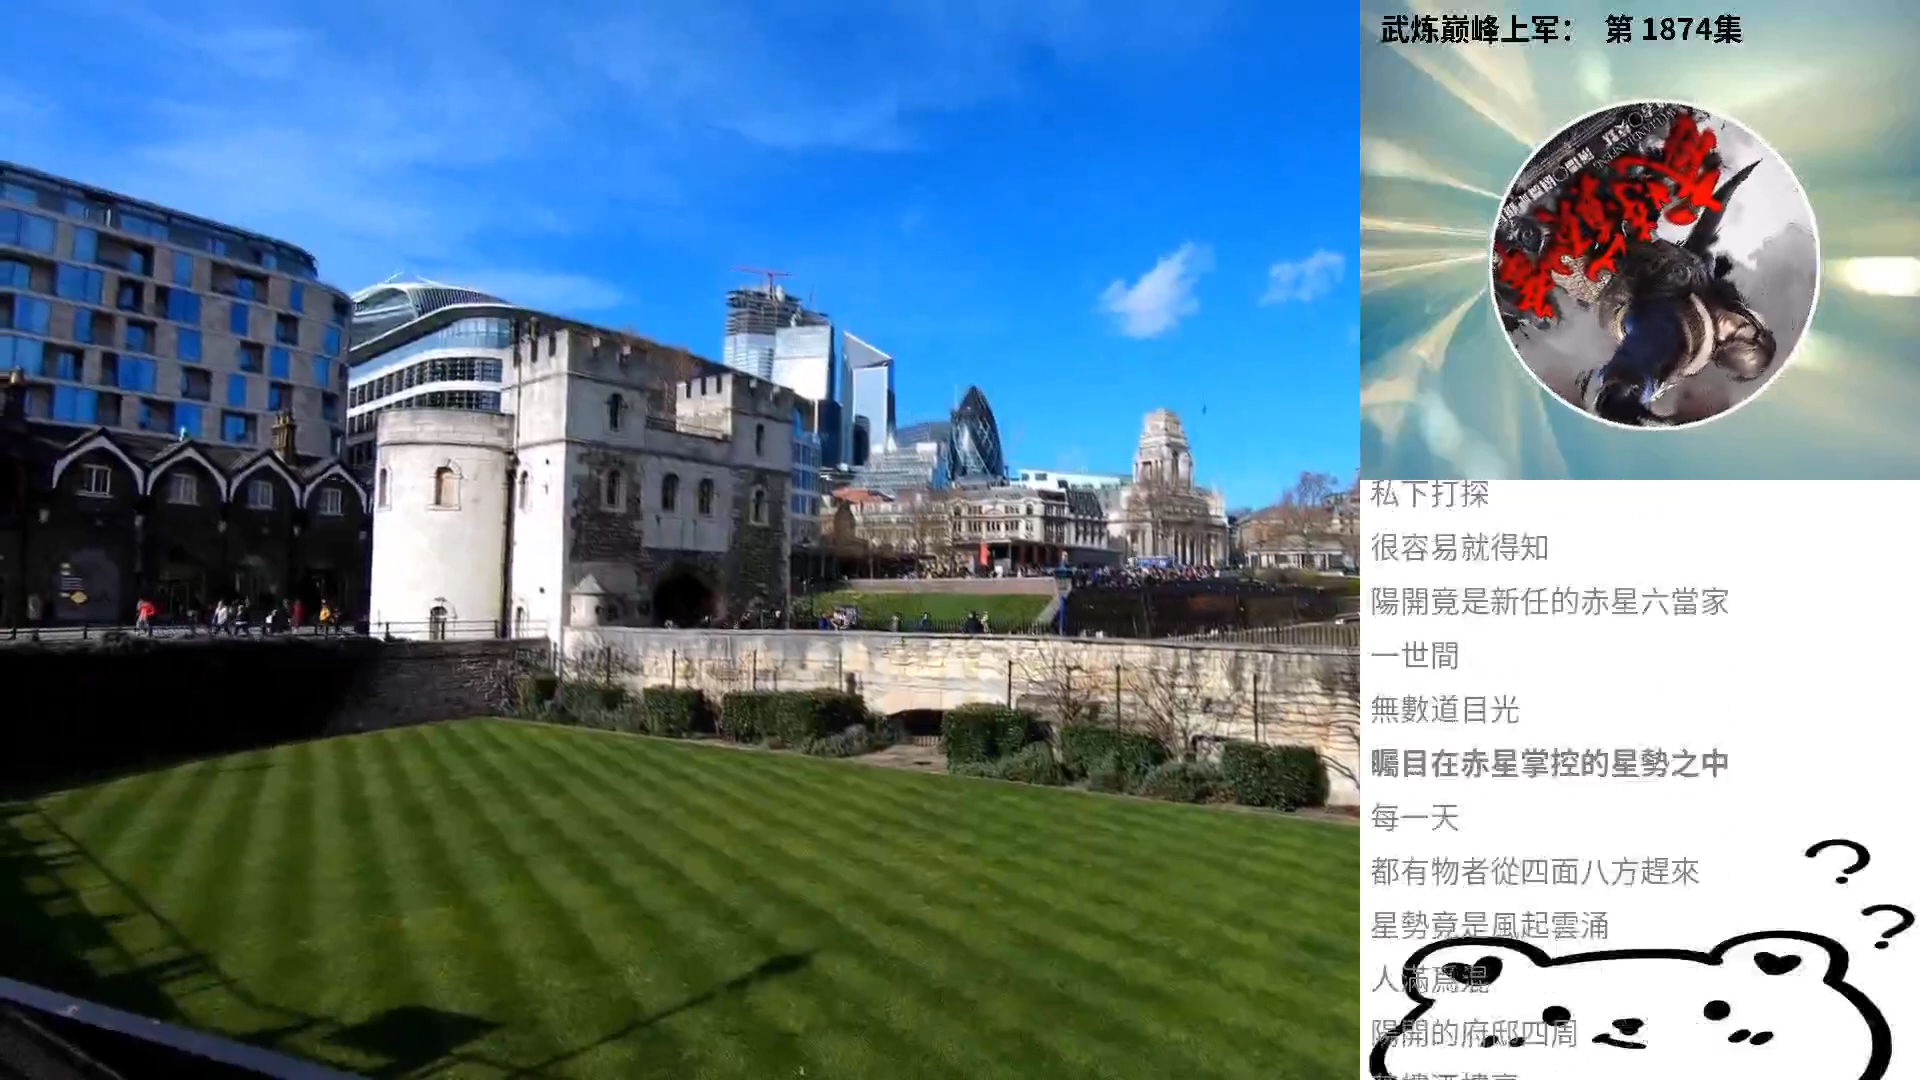 武炼巅峰上军： 第 1874集
私下打探
很容易就得知
陽開竟是新任的赤星六當家
一世間
無數道目光
矚目在赤星掌控的星勢之中
每一天
都有物者從四面八方趕來
星勢竟是風起雲涌
人滿爲混
陽開的府邸四周